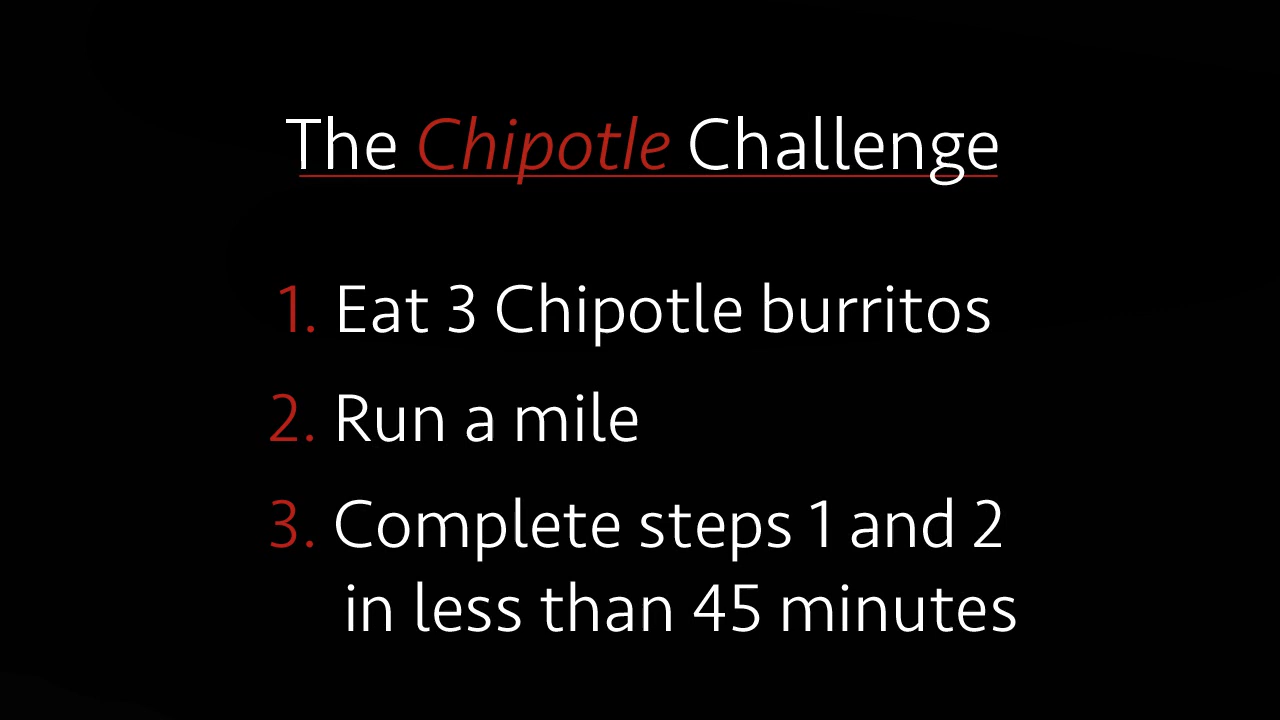 The Chipotle Challenge
1. Eat 3 Chipotle burritos
2. Run a mile
3. Complete steps 1 and 2
in less than 45 minutes